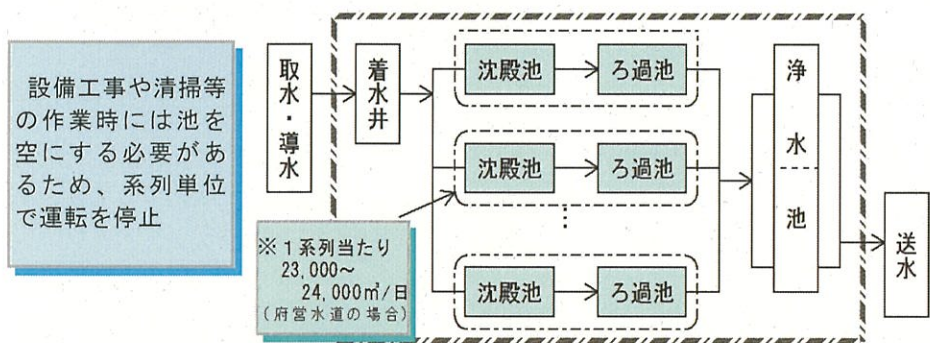 設備工事や清掃等
の作業時には池を
空にする必要があ
るため、系列単位
で運転を停止
取水・導水
着水井
沈殿池
ろ過池
沈殿池
ろ過池
⋮
沈殿池
ろ過池
※1系列当たり
23,000～
24,000㎥/日
(府営水道の場合)
浄水池
送水